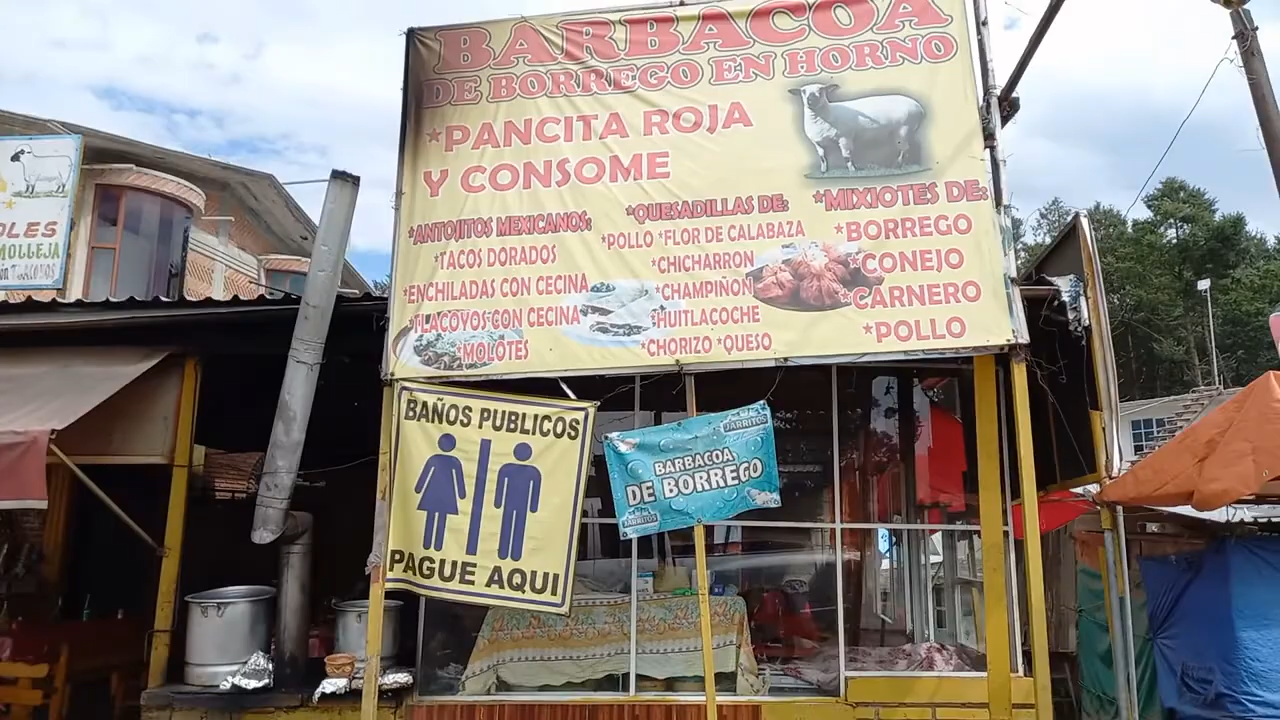 BARBACOA
DE BORREGO EN HORNO
*PANCITA ROJA
Y CONSOME
*ANTOJITOS MEXICANOS:
*TACOS DORADOS
*ENCHILADAS CON CECINA
*TLACOYOS CON CECINA
*MOLOTES
*QUESADILLAS DE:
*POLLO *FLOR DE CALABAZA
*CHICHARRON
*CHAMPIÑON
*HUITLACOCHE
*CHORIZO *QUESO
*MIXIOTES DE:
*BORREGO
*CONEJO
*CARNERO
*POLLO
BAÑOS PUBLICOS
PAGUE AQUI
JARRITOS
BARBACOA
DE BORREGO
JARRITOS
OLES
MOLLEJA